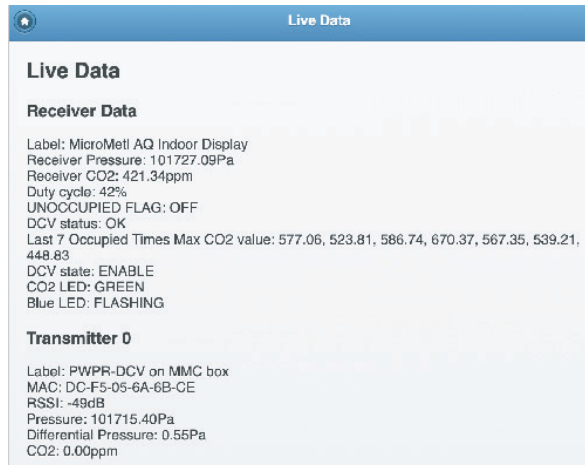 Live Data
Live Data
Receiver Data
Label: MicroMetl AQ Indoor Display
Receiver Pressure: 101727.09Pa
Receiver CO2: 421.34ppm
Duty cycle: 42%
UNOCCUPIED FLAG: OFF
DCV status: OK
Last 7 Occupied Times Max CO2 value: 577.06, 523.81, 586.74, 670.37, 567.35, 539.21,
448.83
DCV state: ENABLE
CO2 LED: GREEN
Blue LED: FLASHING
Transmitter 0
Label: PWPR-DCV on MMC box
MAC: DC-F5-05-6A-6B-CE
RSSI: -49dB
Pressure: 101715.40Pa
Differential Pressure: 0.55Pa
CO2: 0.00ppm